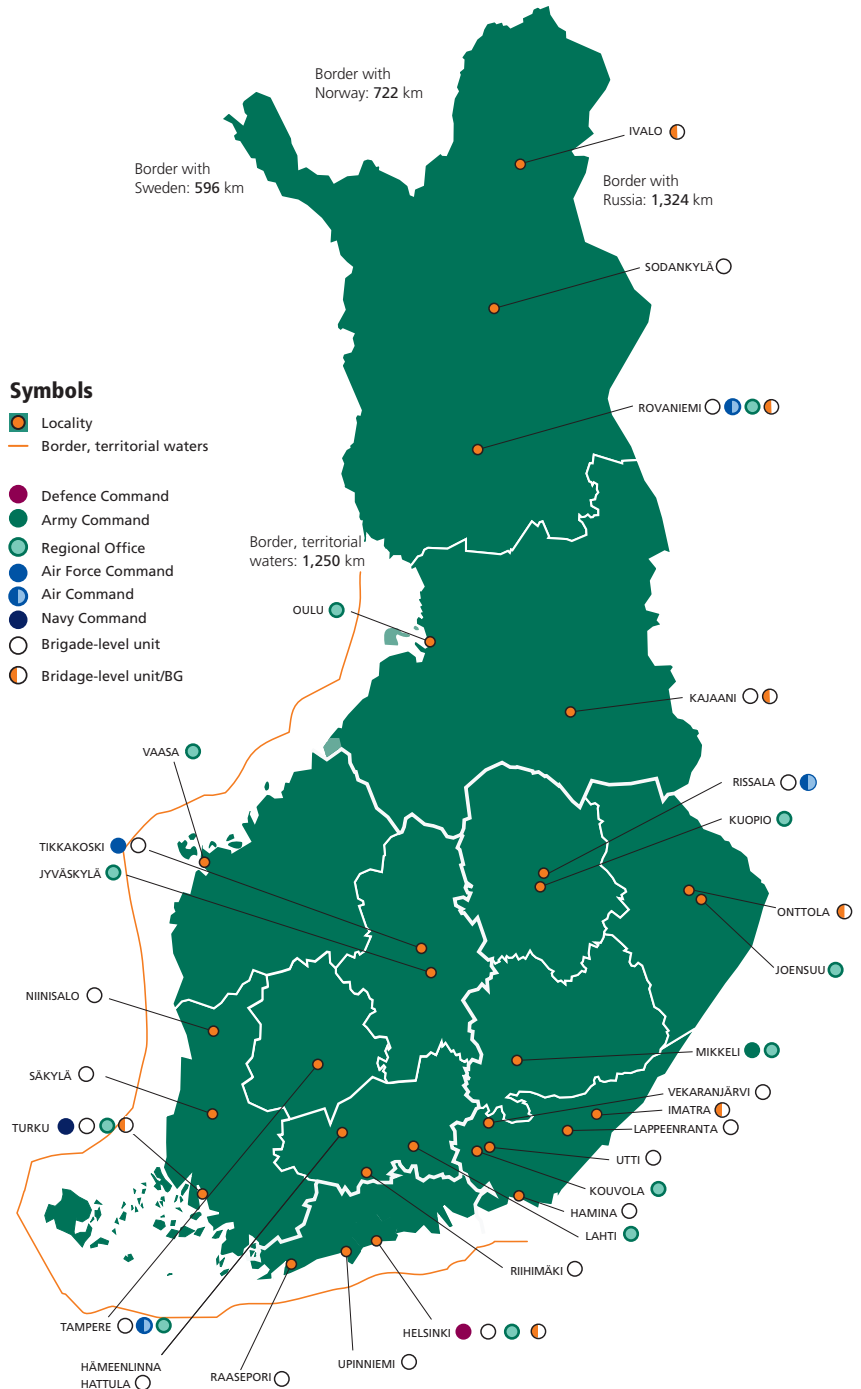 Border with
Norway: 722 km
IVALO
Border with
Sweden: 596 km
Border with
Russia: 1,324 km
SODANKYLÄ
Symbols
Locality
Border, territorial waters
Defence Command
Army Command
Regional Office
Air Force Command
Air Command
Navy Command
Brigade-level unit
Bridage-level unit/BG
ROVANIEMI
Border, territorial
waters: 1,250 km
OULU
KAJAANI
VAASA
RISSALA
KUOPIO
TIKKAKOSKI
JYVÄSKYLÄ
ONTTOLA
JOENSUU
NIINISALO
MIKKELI
SÄKYLÄ
VEKARANJÄRVI
IMATRA
LAPPEENRANTA
TURKU
UTTI
KOUVOLA
HAMINA
LAHTI
RIIHIMÄKI
TAMPERE
HELSINKI
HÄMEENLINNA
HATTULA
RAASEPORI
UPINNIEMI